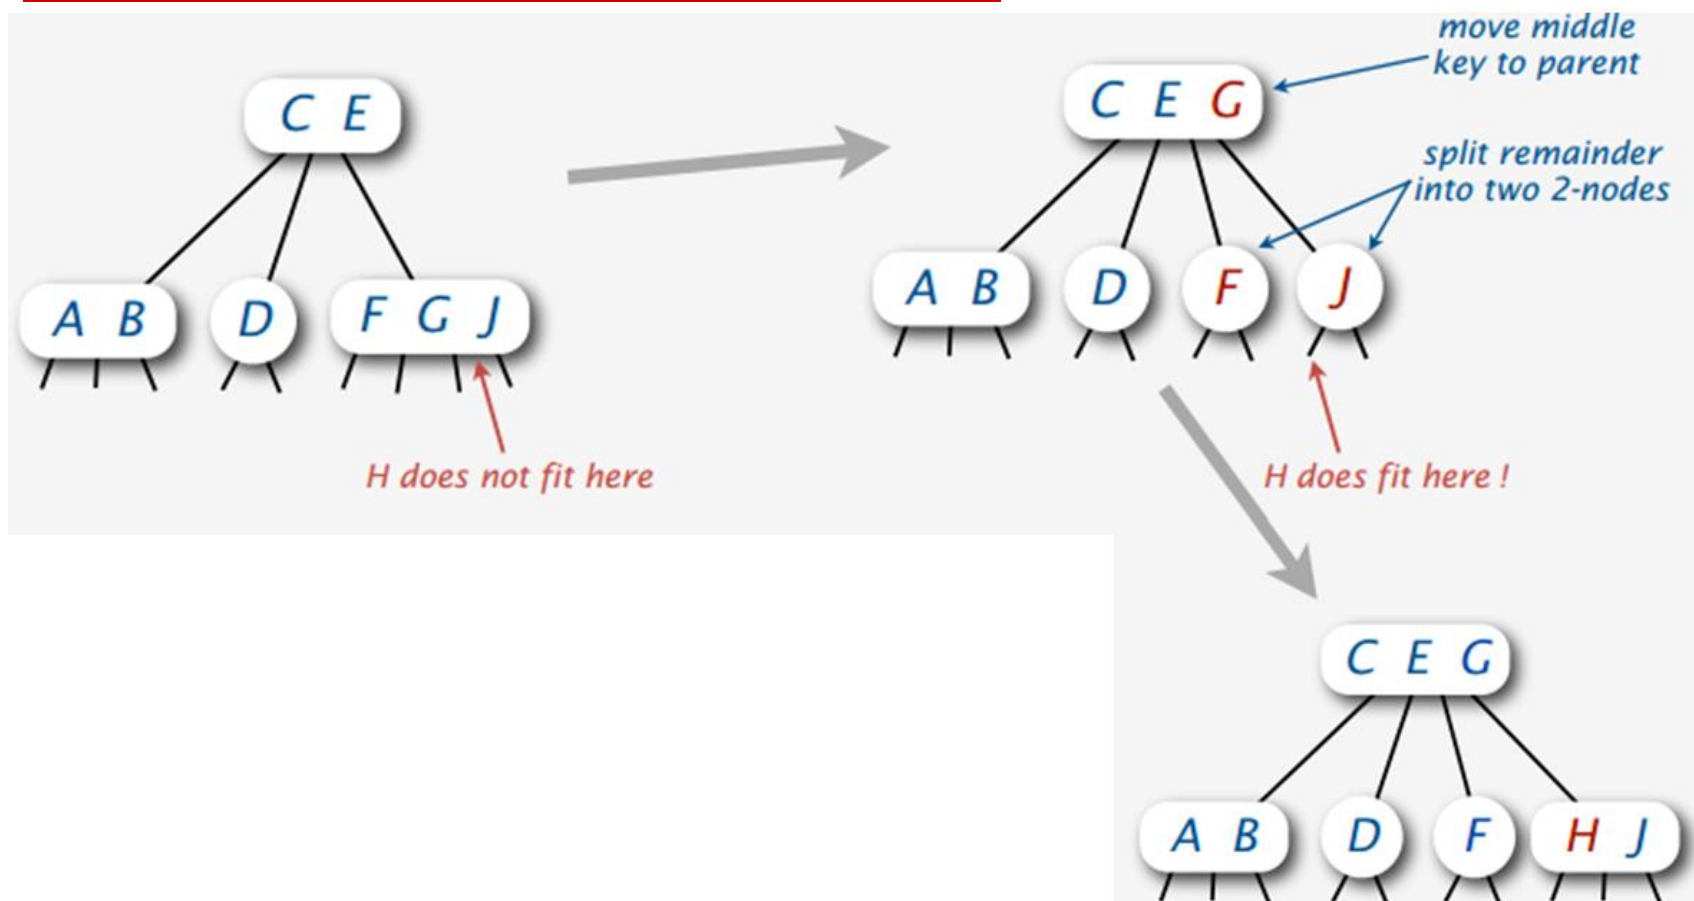 move middle
key to parent
C E
C E G
split remainder
into two 2-nodes
A B
D
F G J
A B
D
F
J
H does not fit here
H does fit here !
C E G
A B
D
F
H J